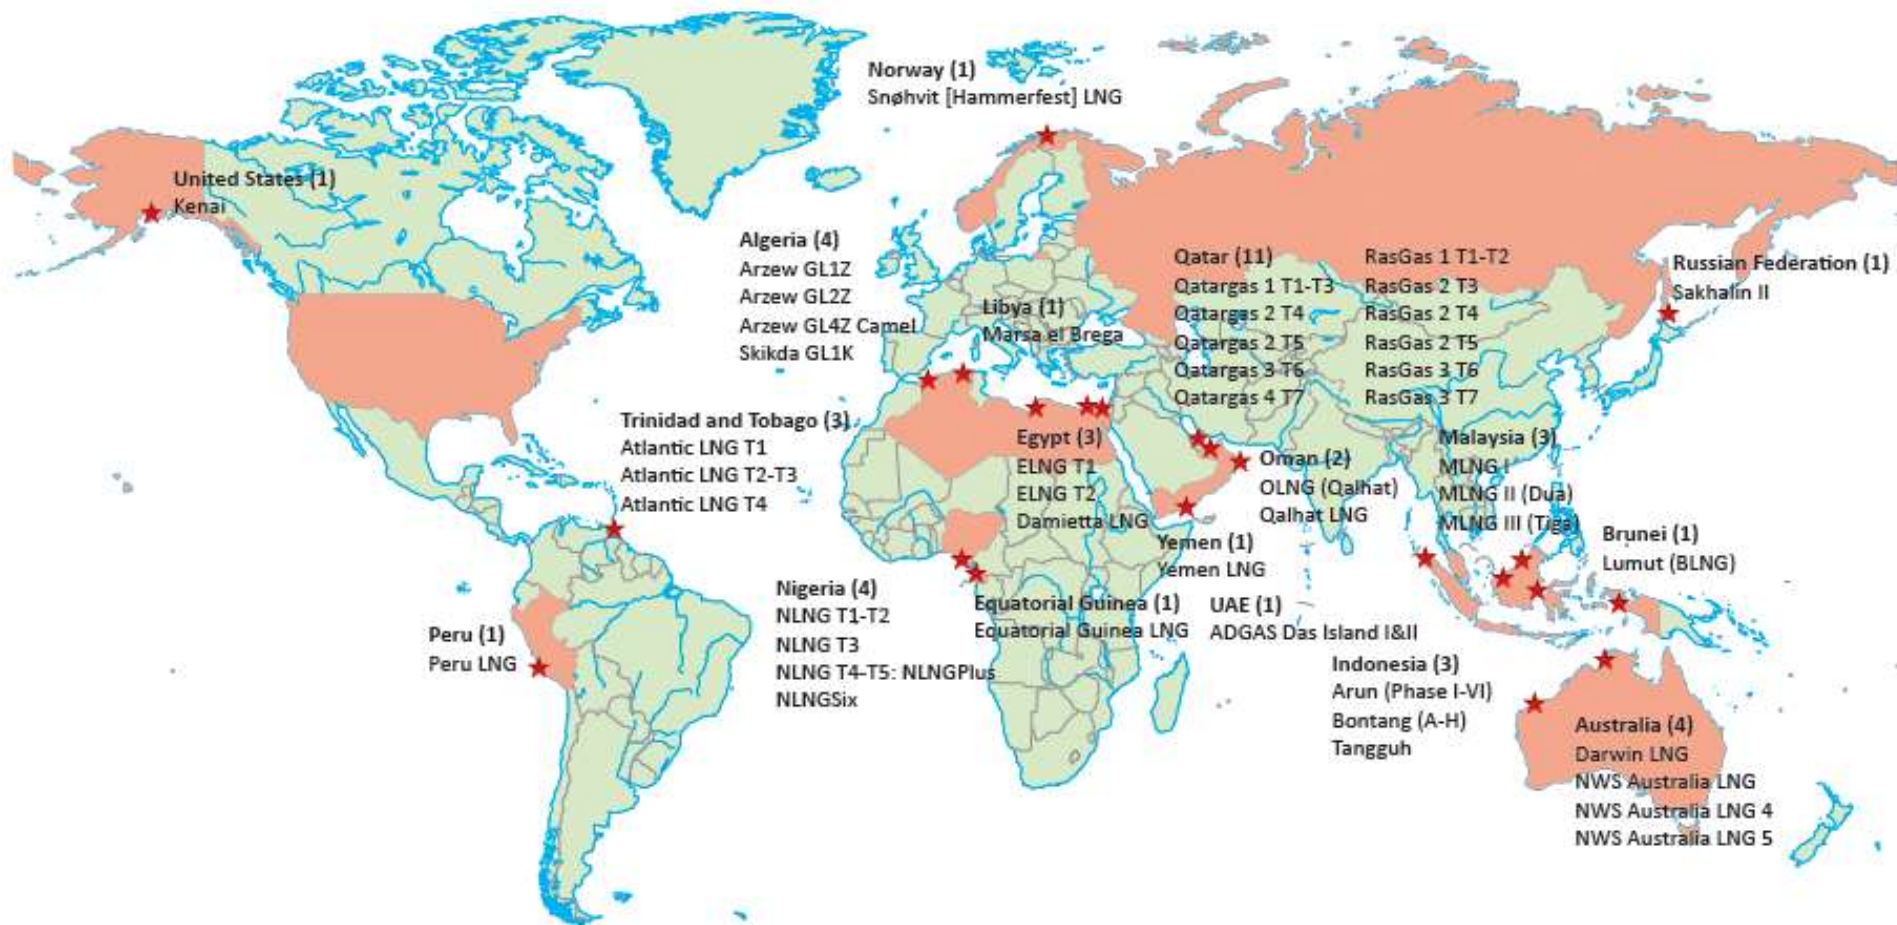 Norway (1)
Snøhvit [Hammerfest] LNG
United States (1)
Kenai
Algeria (4)
Arzew GL1Z
Arzew GL2Z
Arzew GL4Z Camel
Skikda GL1K
Libya (1)
Marsa el Brega
Qatar (11)
Qatargas 1 T1-T3
Qatargas 2 T4
Qatargas 2 T5
Qatargas 3 T6
Qatargas 4 T7
RasGas 1 T1-T2
RasGas 2 T3
RasGas 2 T4
RasGas 2 T5
RasGas 3 T6
RasGas 3 T7
Russian Federation (1)
Sakhalin II
Trinidad and Tobago (3)
Atlantic LNG T1
Atlantic LNG T2-T3
Atlantic LNG T4
Egypt (3)
ELNG T1
ELNG T2
Damietta LNG
Oman (2)
OLNG (Qalhat)
Qalhat LNG
Malaysia (3)
MLNG I
MLNG II (Dua)
MLNG III (Tiga)
Brunei (1)
Lumut (BLNG)
Yemen (1)
Yemen LNG
Nigeria (4)
NLNG T1-T2
NLNG T3
NLNG T4-T5: NLNGPlus
NLNGSix
Equatorial Guinea (1)
Equatorial Guinea LNG
UAE (1)
ADGAS Das Island I&II
Peru (1)
Peru LNG
Indonesia (3)
Arun (Phase I-VI)
Bontang (A-H)
Tangguh
Australia (4)
Darwin LNG
NWS Australia LNG
NWS Australia LNG 4
NWS Australia LNG 5